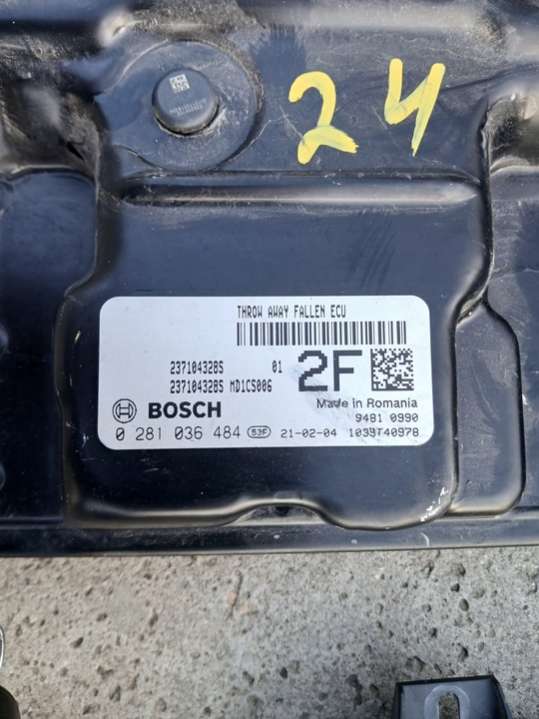 24
THROW AWAY FALLEN ECU
237104328S 01
237104328S MD1CS006 2F
BOSCH Made in Romania
9481 0990
0 281 036 484 53F 21-02-04 1039T40978